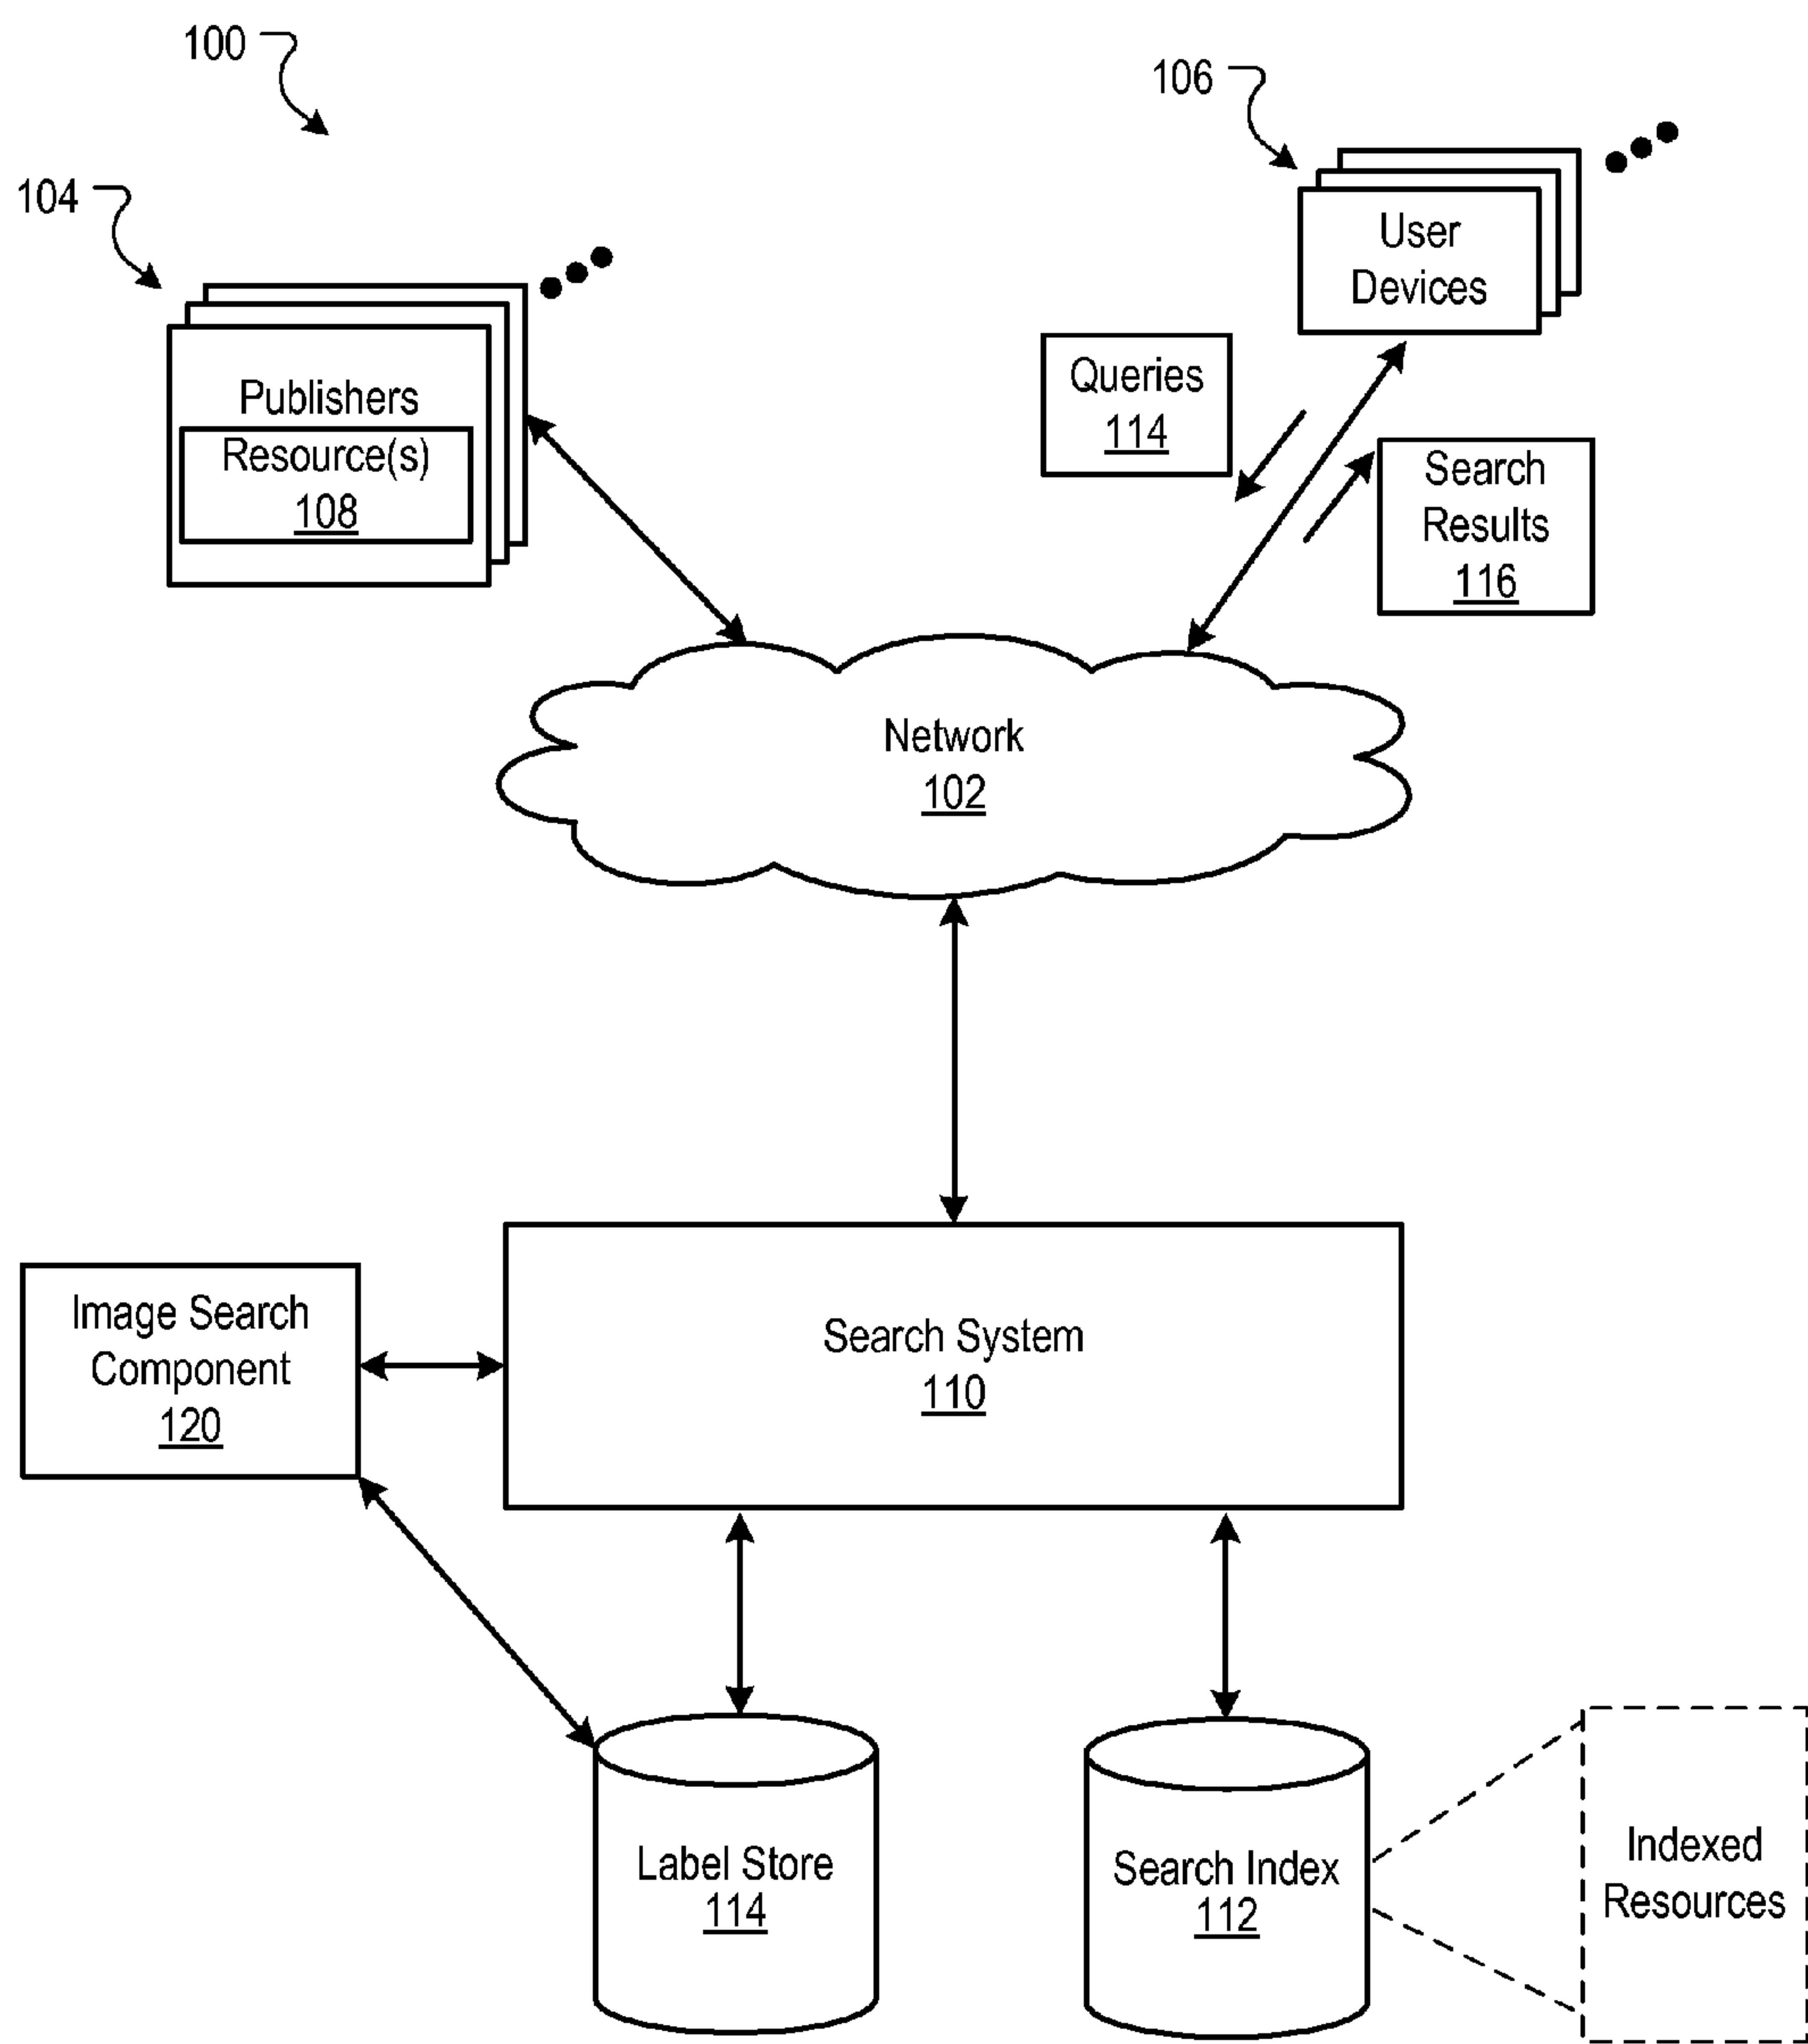 100
106
104
User
Devices
Publishers
Resource(s)
108
Queries
114
Search
Results
116
Network
102
Image Search
Component
120
Search System
110
Label Store
114
Search Index
112
Indexed
Resources